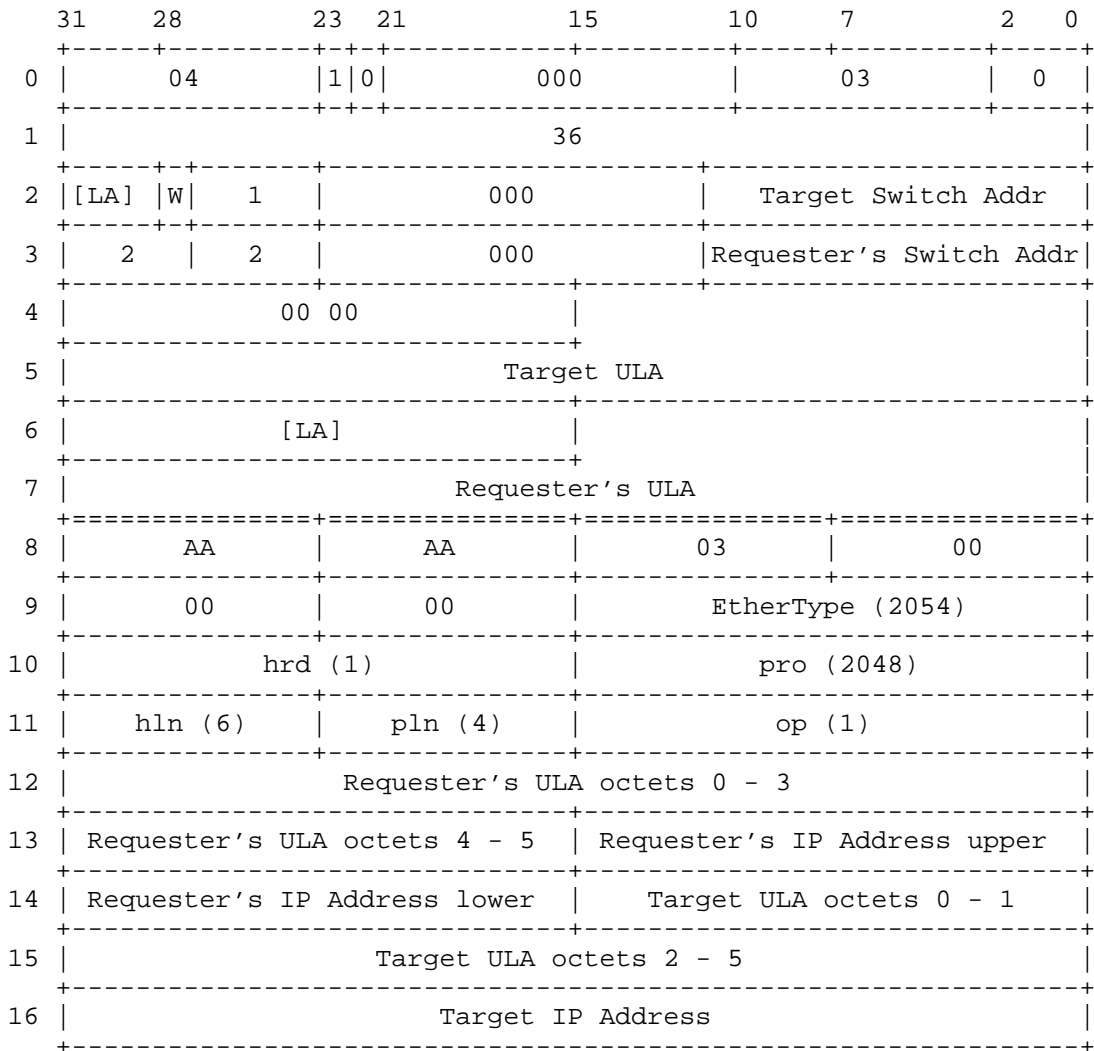 31 28 23 21 15 10 7 2 0
0 04 1 0 000 03 0
1 36
2 [LA] W 1 000 Target Switch Addr
3 2 2 000 Requester's Switch Addr
4 00 00
5 Target ULA
6 [LA]
7 Requester's ULA
8 AA AA 03 00
9 00 00 EtherType (2054)
10 hrd (1) pro (2048)
11 hln (6) pln (4) op (1)
12 Requester's ULA octets 0 - 3
13 Requester's ULA octets 4 - 5 Requester's IP Address upper
14 Requester's IP Address lower Target ULA octets 0 - 1
15 Target ULA octets 2 - 5
16 Target IP Address